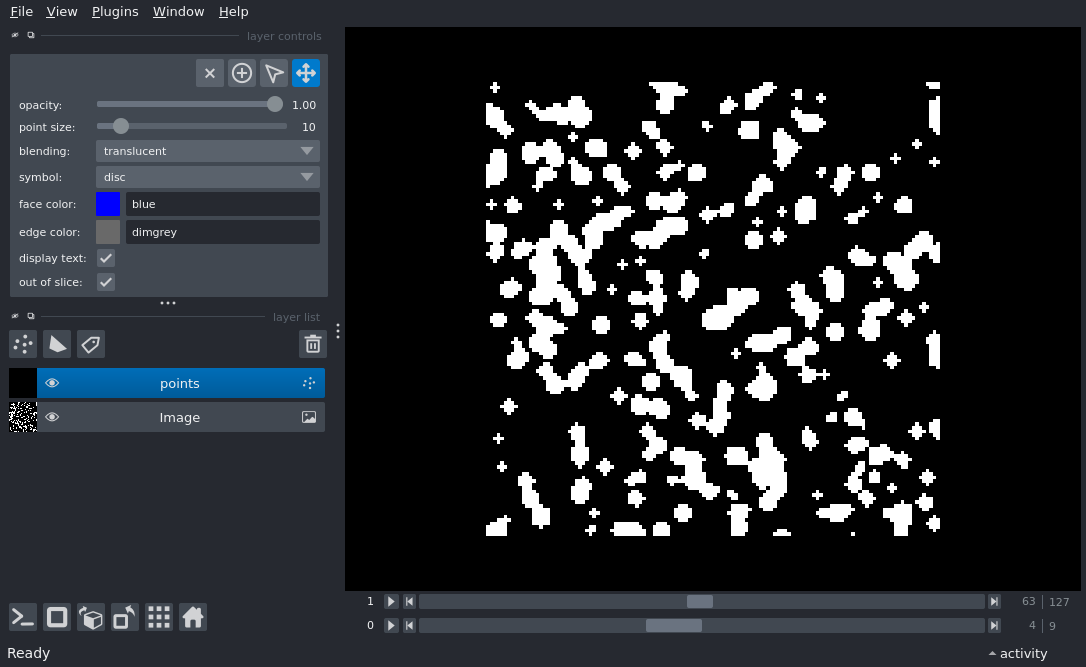 File View Plugins Window Help
layer controls
opacity: 1.00
point size: 10
blending: translucent
symbol: disc
face color: blue
edge color: dimgrey
display text:
out of slice:
layer list
points
Image
1 63 127
0 4 9
Ready activity